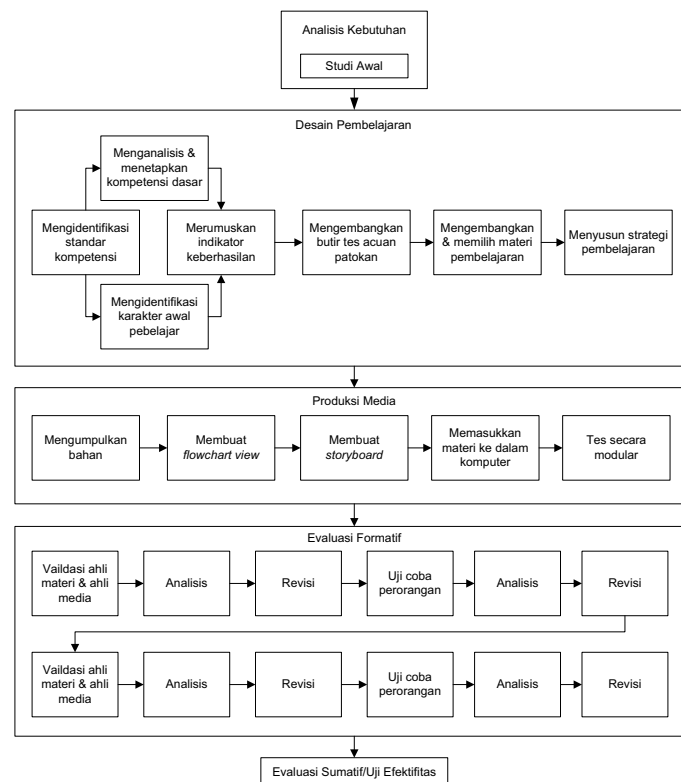 Analisis Kebutuhan
Studi Awal
Desain Pembelajaran
Menganalisis &
menetapkan
kompetensi dasar
Mengidentifikasi
standar
kompetensi
Merumuskan
indikator
keberhasilan
Mengembangkan
butir tes acuan
patokan
Mengembangkan
& memilih materi
pembelajaran
Menyusun strategi
pembelajaran
Mengidentifikasi
karakter awal
pebelajar
Produksi Media
Mengumpulkan
bahan
Membuat
flowchart view
Membuat
storyboard
Memasukkan
materi ke dalam
komputer
Tes secara
modular
Evaluasi Formatif
Vaildasi ahli
materi & ahli
media
Analisis
Revisi
Uji coba
perorangan
Analisis
Revisi
Vaildasi ahli
materi & ahli
media
Analisis
Revisi
Uji coba
perorangan
Analisis
Revisi
Evaluasi Sumatif/Uji Efektifitas